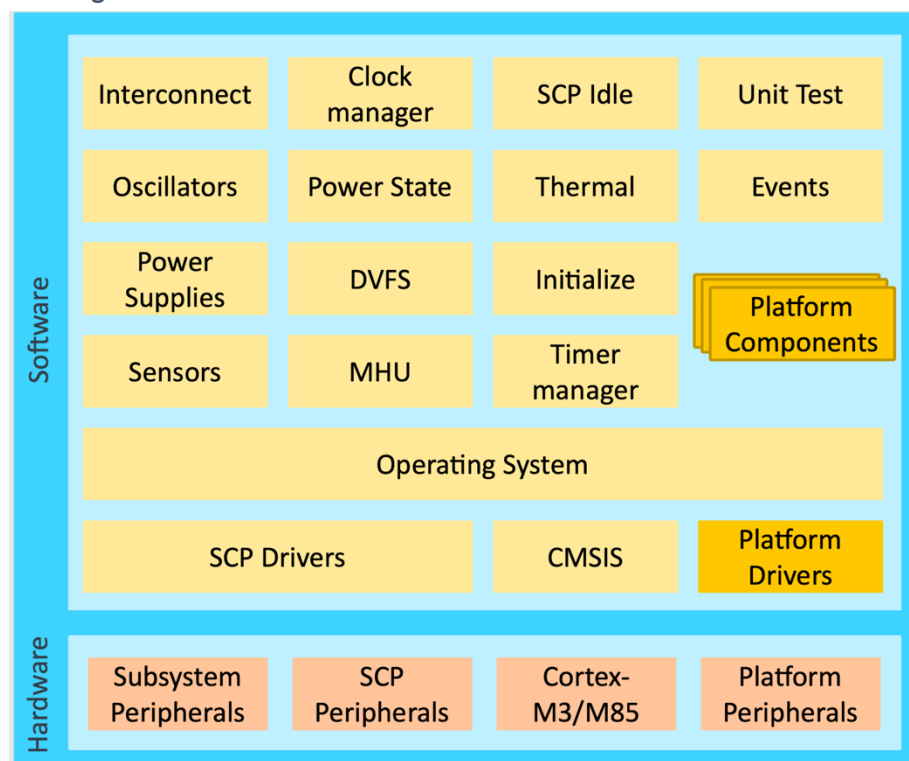 Interconnect
Clock
manager
SCP Idle
Unit Test
Oscillators
Power State
Thermal
Events
Power
Supplies
DVFS
Initialize
Platform
Components
Sensors
MHU
Timer
manager
Operating System
SCP Drivers
CMSIS
Platform
Drivers
Software
Subsystem
Peripherals
SCP
Peripherals
Cortex-
M3/M85
Platform
Peripherals
Hardware